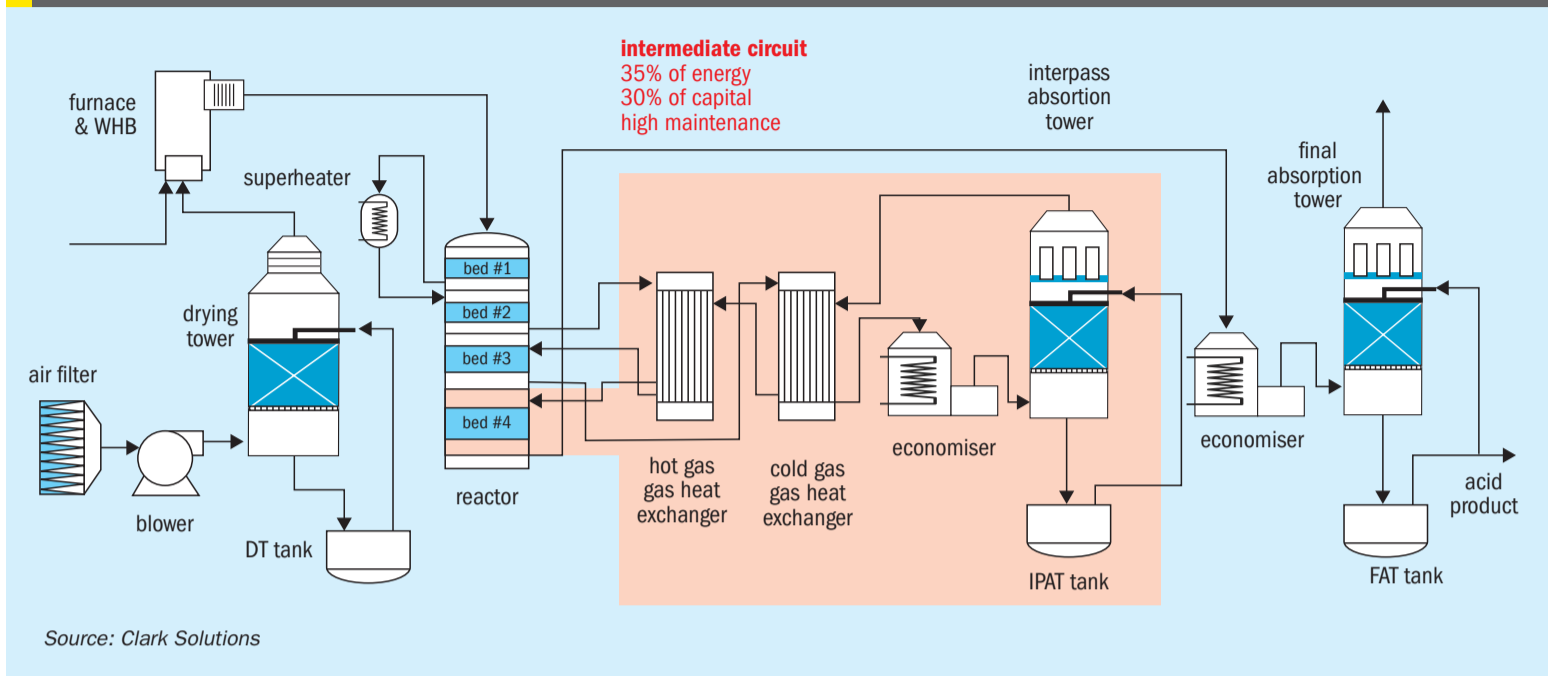 intermediate circuit
35% of energy
30% of capital
high maintenance
furnace
& WHB
superheater
interpass
absortion
tower
final
absorption
tower
drying
tower
air filter
blower
DT tank
bed #1
bed #2
bed #3
bed #4
reactor
hot gas
gas heat
exchanger
cold gas
gas heat
exchanger
economiser
IPAT tank
economiser
acid
product
FAT tank
Source: Clark Solutions